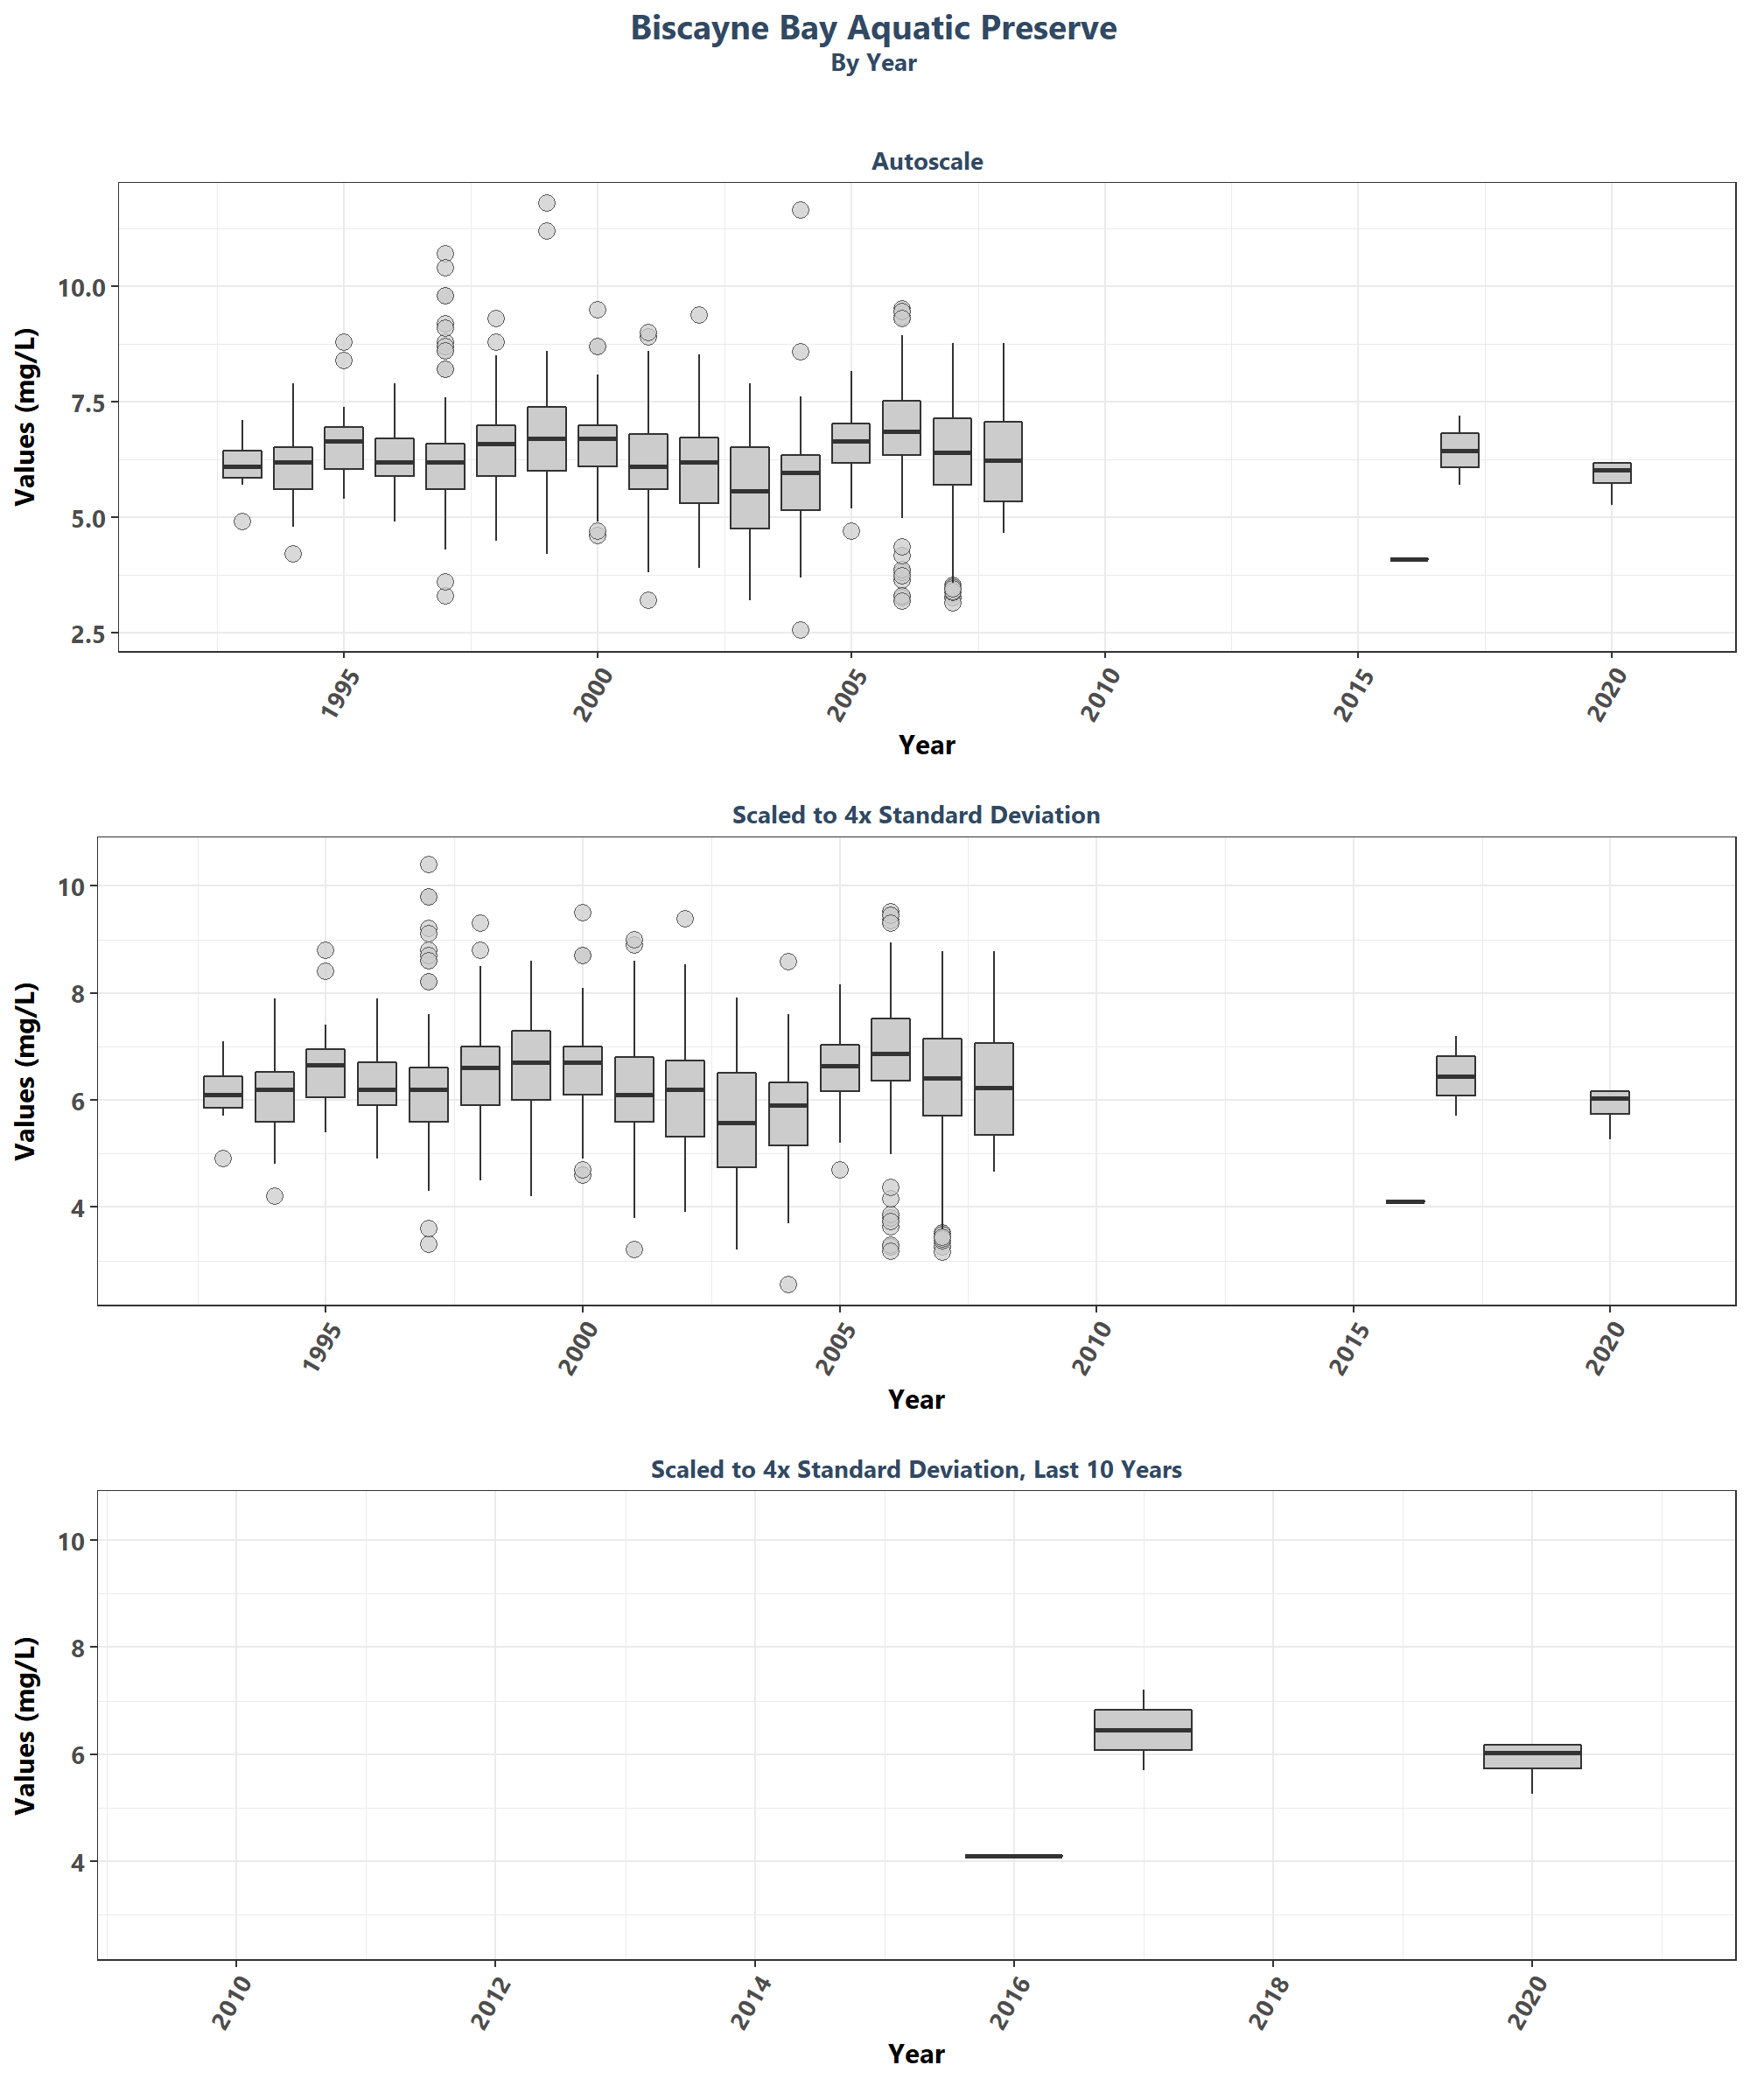 Biscayne Bay Aquatic Preserve
By Year
Autoscale
Values (mg/L)
10.0
7.5
5.0
2.5
1995 2000 2005 2010 2015 2020
Year
Scaled to 4x Standard Deviation
Values (mg/L)
10
8
6
4
1995 2000 2005 2010 2015 2020
Year
Scaled to 4x Standard Deviation, Last 10 Years
Values (mg/L)
10
8
6
4
2010 2012 2014 2016 2018 2020
Year